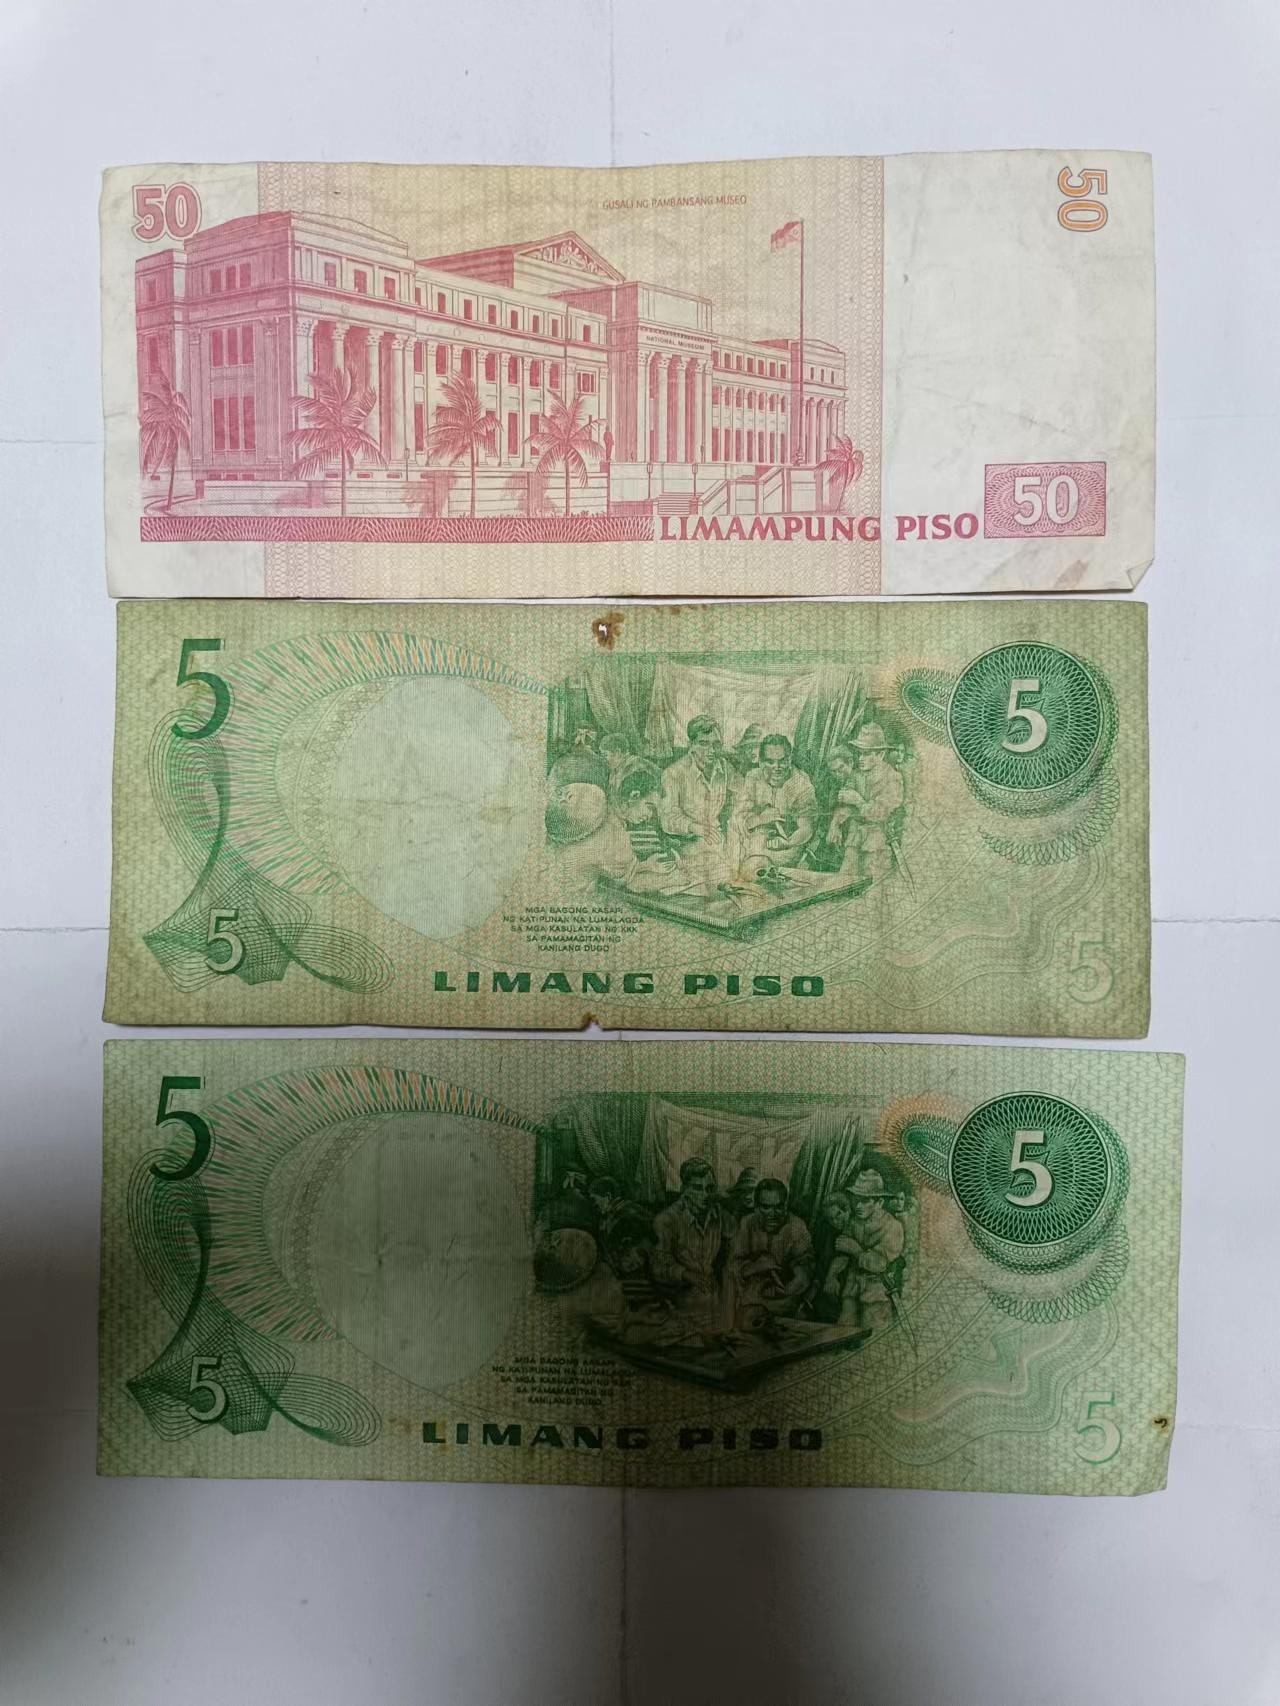 50
GUSALI NG PAMBANSANG MUSEO
50
NATIONAL MUSEUM
LIMAMPUNG PISO
50
5
5
MGA BAGONG KASAPI
NG KATIPUNAN NA LUMALAGDA
SA MGA KASULATAN NG KKK
SA PAMAMAGITAN NG
KANILANG DUGO
5
5
LIMANG PISO
5
5
MGA BAGONG KASAPI
NG KATIPUNAN NA LUMALAGDA
SA MGA KASULATAN NG KKK
SA PAMAMAGITAN NG
KANILANG DUGO
5
5
LIMANG PISO